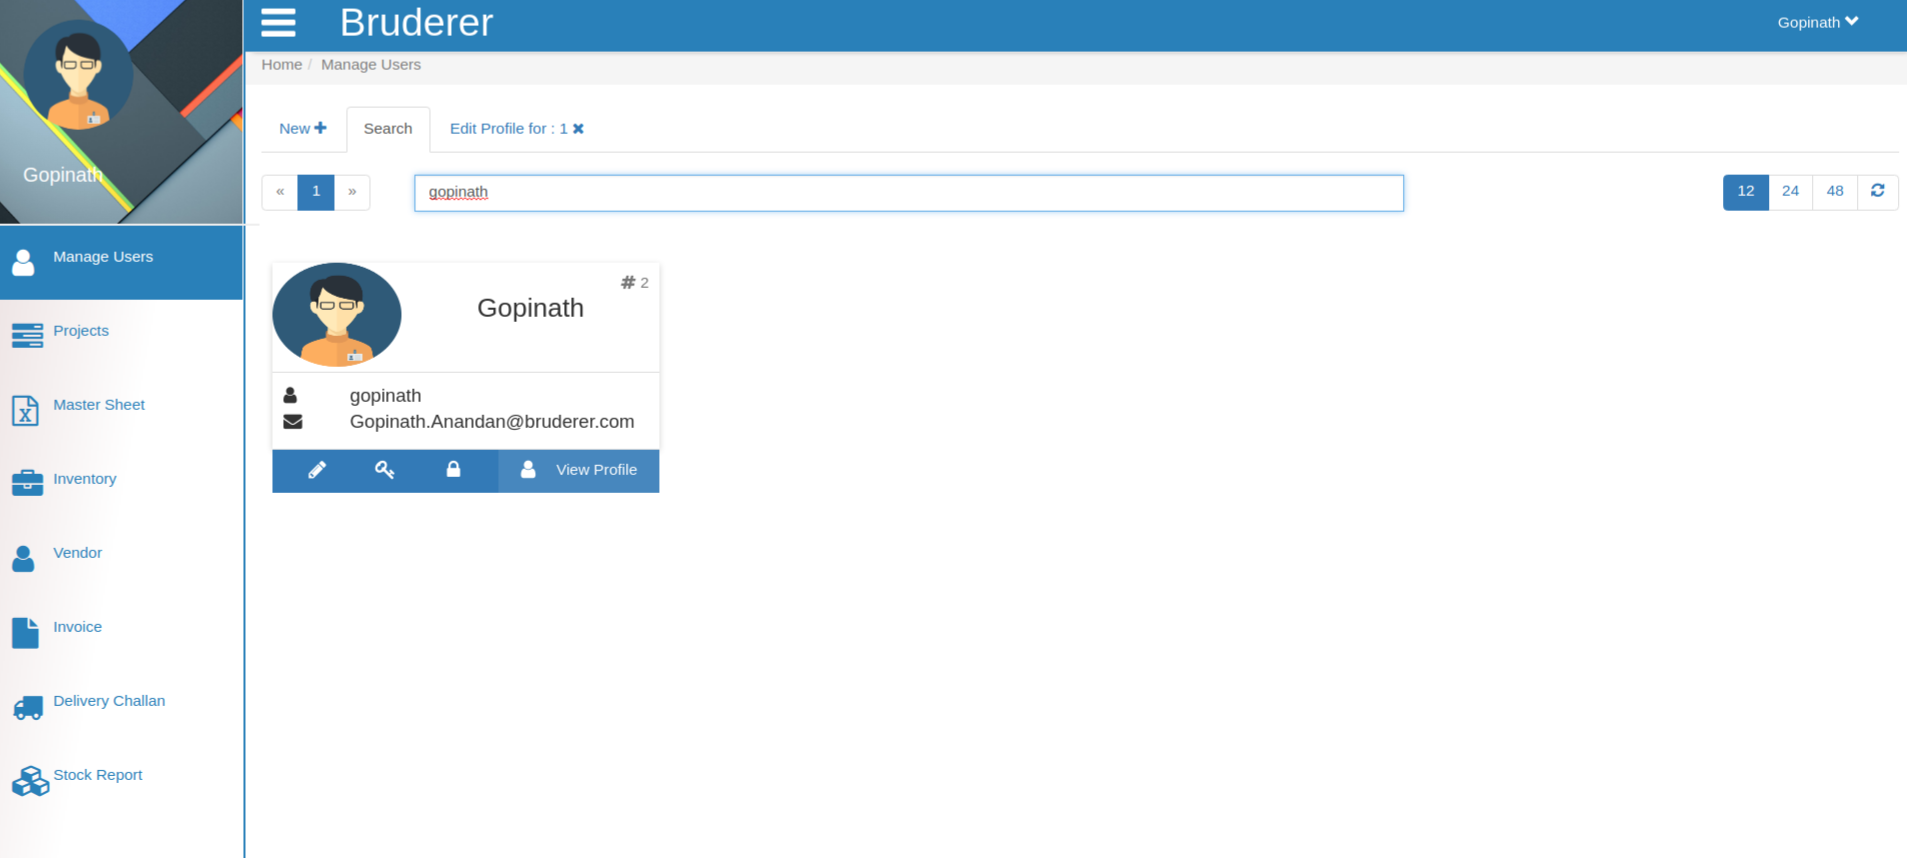 Bruderer
Gopinath
Gopinath
Home / Manage Users
New
Search
Edit Profile for : 1
« 1 »
gopinath
12 24 48
Manage Users
Projects
Master Sheet
Inventory
Vendor
Invoice
Delivery Challan
Stock Report
# 2
Gopinath
gopinath
Gopinath.Anandan@bruderer.com
View Profile